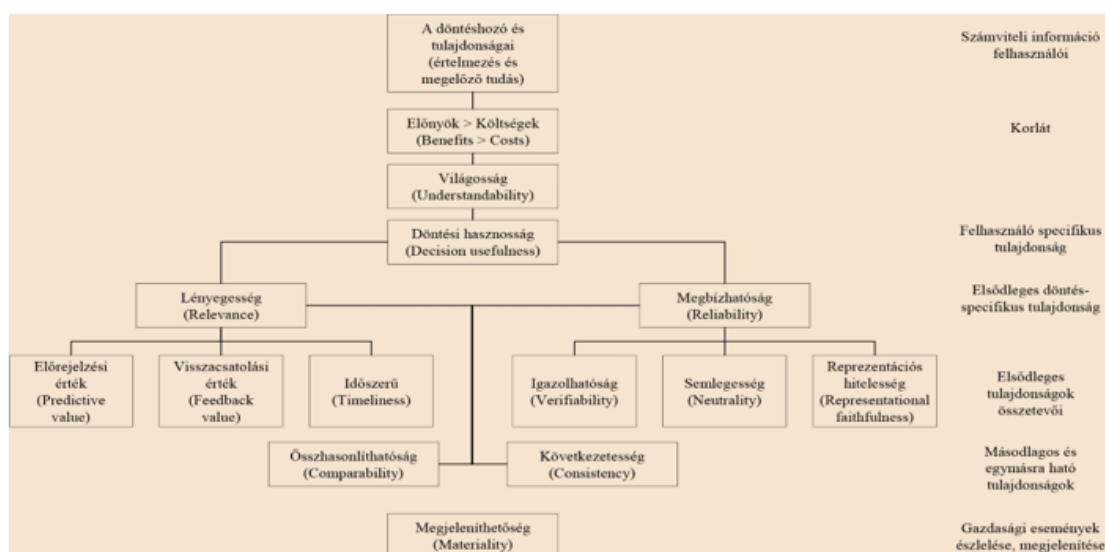 A döntéshozó és
tulajdonságai
(értelmezés és
megelőző tudás)
Számviteli információ
felhasználói
Előnyök > Költségek
(Benefits > Costs)
Korlát
Világosság
(Understandability)
Döntési hasznosság
(Decision usefulness)
Felhasználó specifikus
tulajdonság
Lényegesség
(Relevance)
Megbízhatóság
(Reliability)
Elsődleges döntés-
specifikus tulajdonság
Előrejelzési
érték
(Predictive
value)
Visszacsatolási
érték
(Feedback
value)
Időszerű
(Timeliness)
Igazolhatóság
(Verifiability)
Semlegesség
(Neutrality)
Reprezentációs
hitelesség
(Representational
faithfulness)
Elsődleges
tulajdonságok
összetevői
Összhasonlíthatóság
(Comparability)
Következetesség
(Consistency)
Másodlagos és
egymásra ható
tulajdonságok
Megjeleníthetőség
(Materiality)
Gazdasági események
észlelése, megjelenítése